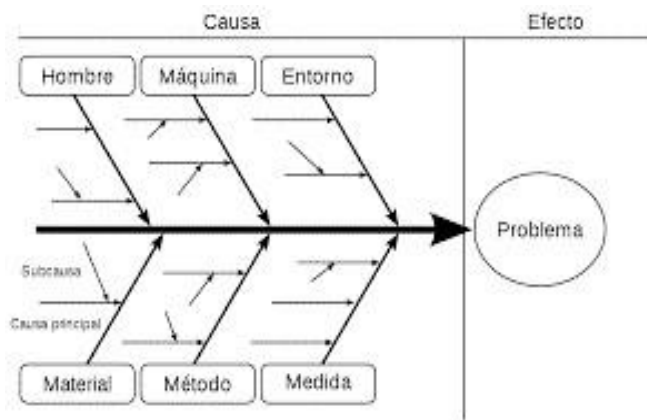 Causa
Efecto
Hombre
Máquina
Entorno
Problema
Subcausa
Causa principal
Material
Método
Medida